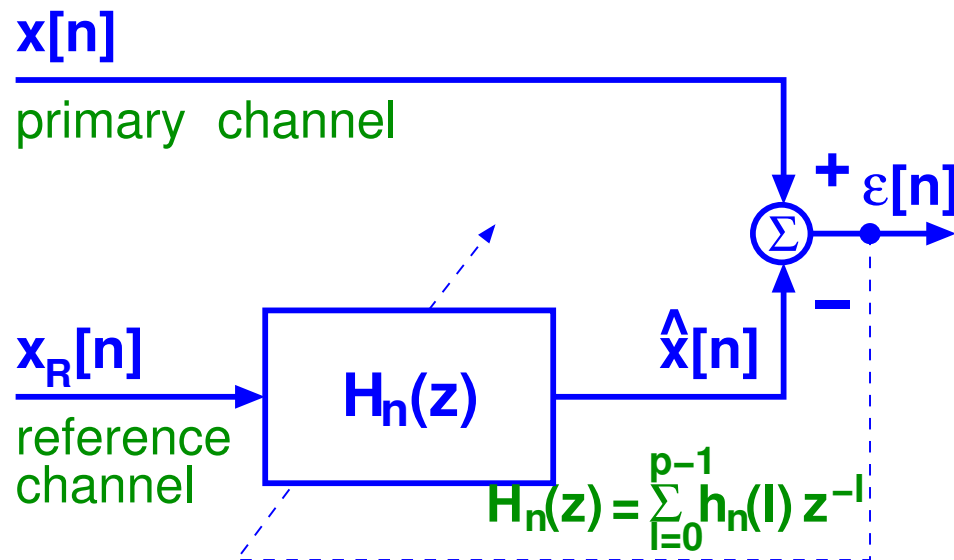 x[n]
primary channel
+
ε[n]
Σ
−
x_R[n]
x̂[n]
H_n(z)
reference
channel
H_n(z) = Σ_{l=0}^{p−1} h_n(l) z^{−l}